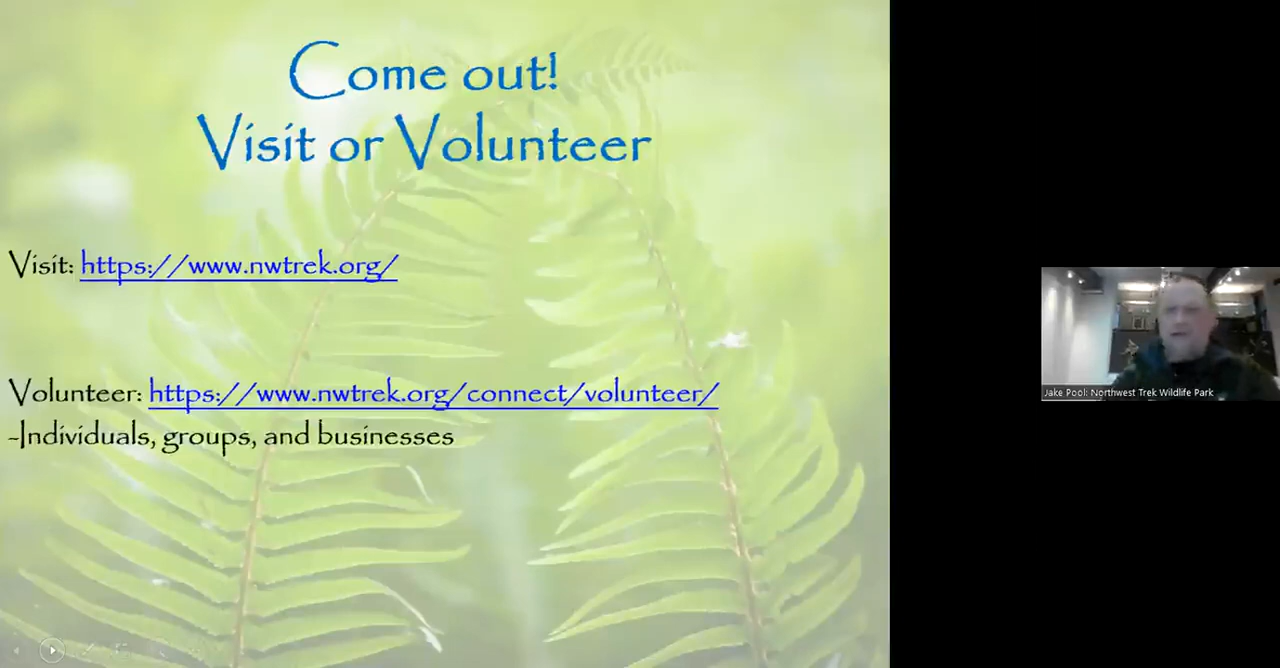 Come out!
Visit or Volunteer
Visit: https://www.nwtrek.org/
Volunteer: https://www.nwtrek.org/connect/volunteer/
-Individuals, groups, and businesses
Jake Pool: Northwest Trek Wildlife Park